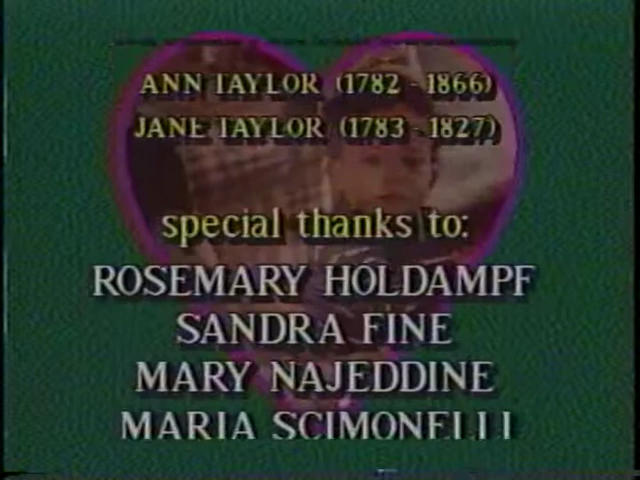 ANN TAYLOR (1782 - 1866)
JANE TAYLOR (1783 - 1827)
special thanks to:
ROSEMARY HOLDAMPF
SANDRA FINE
MARY NAJEDDINE
MARIA SCIMONELLI